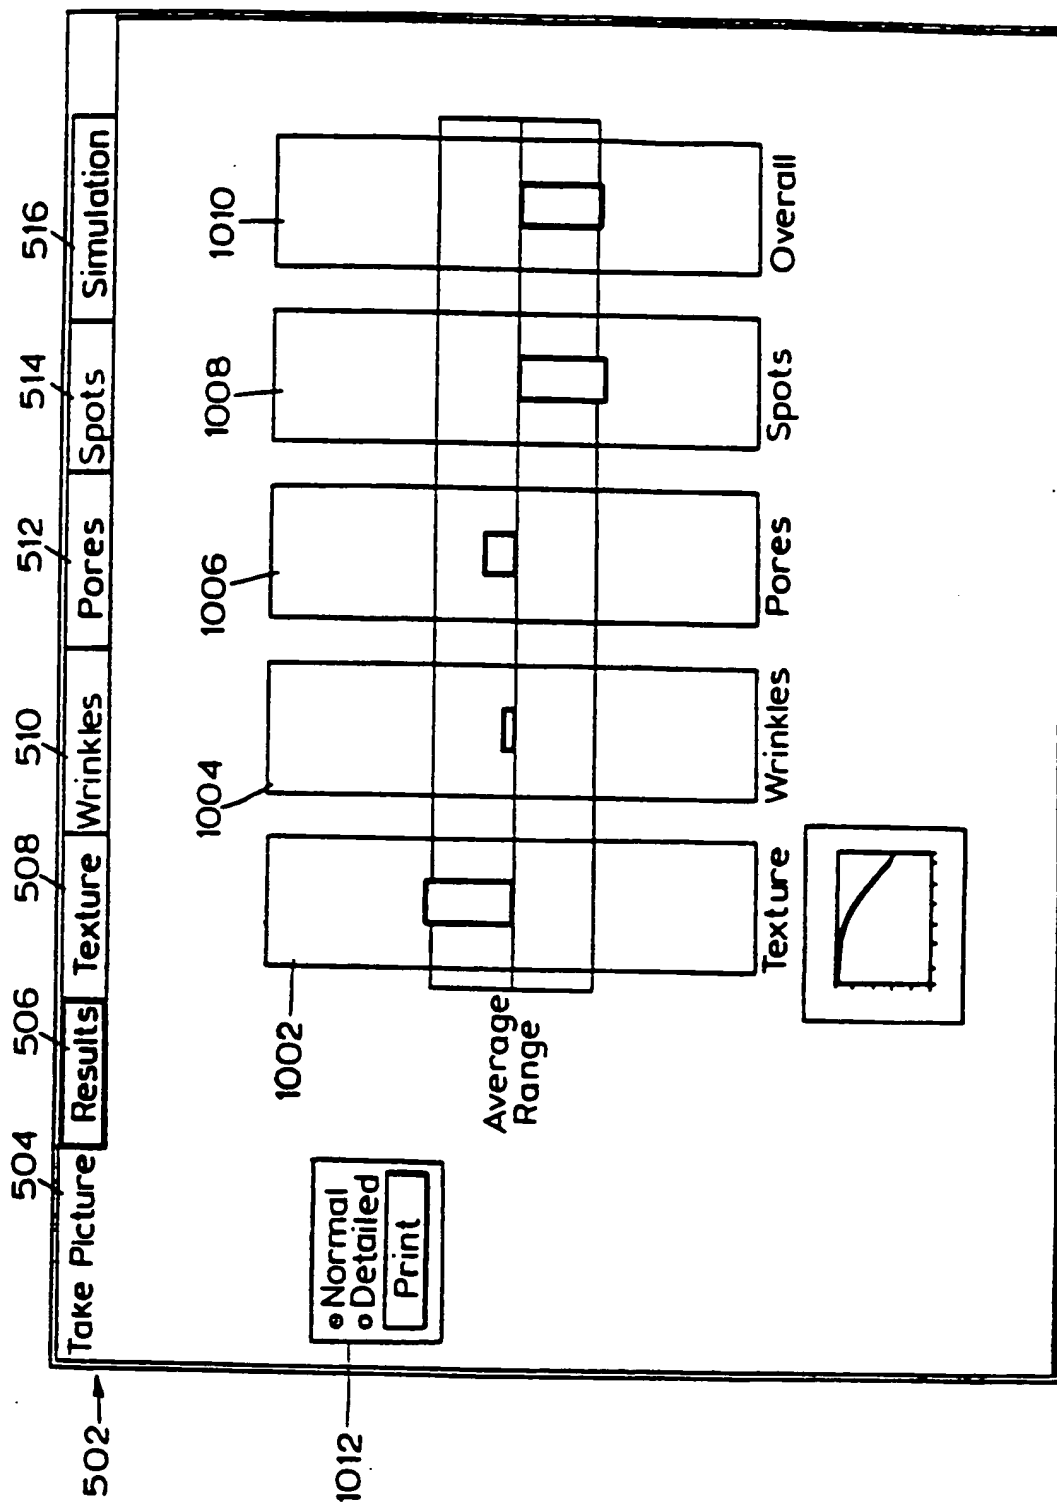 504 506 508 510 512 514 516
502
Take Picture Results Texture Wrinkles Pores Spots Simulation
1002 1004 1006 1008 1010
1012
Normal
Detailed
Print
Average
Range
Texture Wrinkles Pores Spots Overall